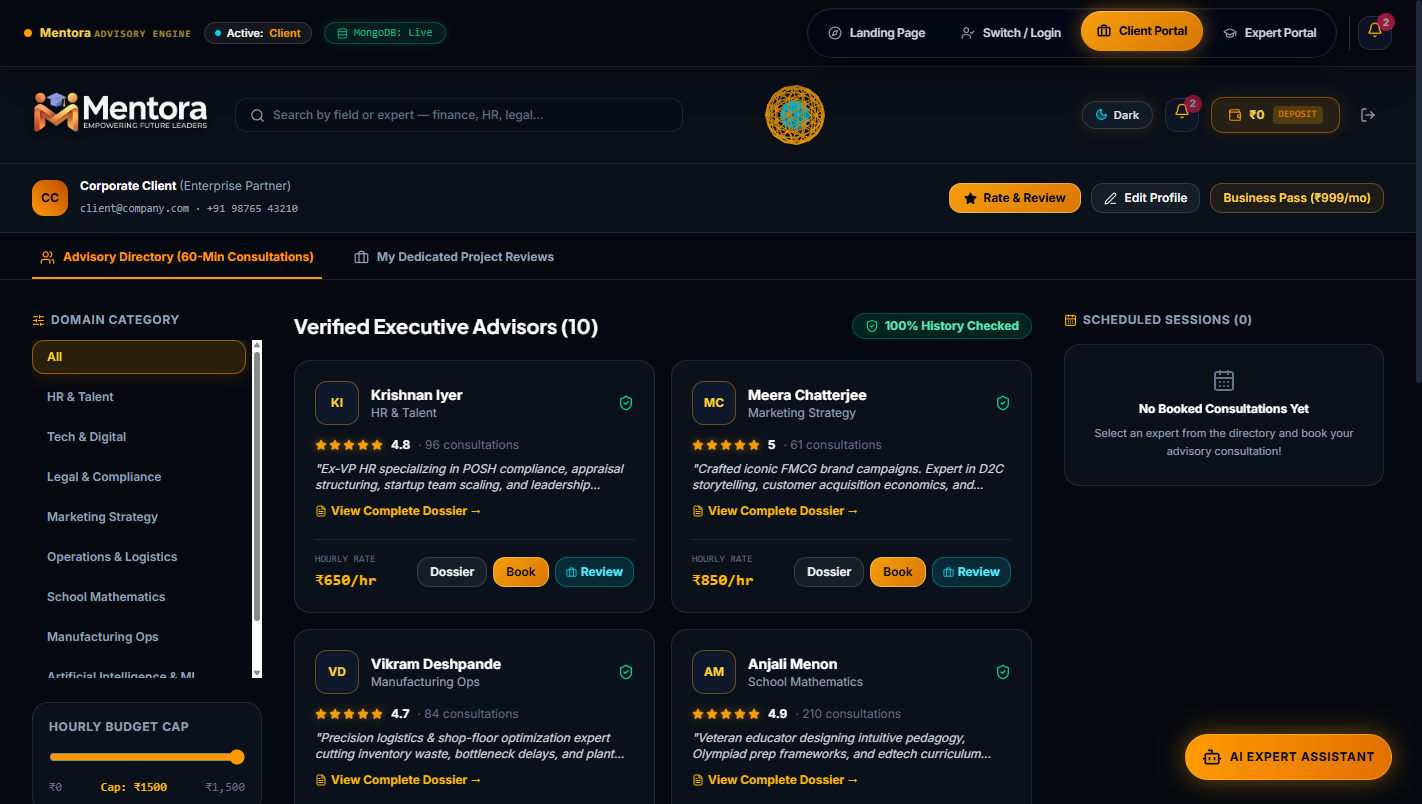 Mentora ADVISORY ENGINE
Active: Client
MongoDB: Live
Landing Page
Switch / Login
Client Portal
Expert Portal
2
Mentora
EMPOWERING FUTURE LEADERS
Search by field or expert — finance, HR, legal...
Dark
2
₹0 DEPOSIT
CC
Corporate Client (Enterprise Partner)
client@company.com · +91 98765 43210
Rate & Review
Edit Profile
Business Pass (₹999/mo)
Advisory Directory (60-Min Consultations)
My Dedicated Project Reviews
DOMAIN CATEGORY
All
HR & Talent
Tech & Digital
Legal & Compliance
Marketing Strategy
Operations & Logistics
School Mathematics
Manufacturing Ops
Artificial Intelligence & ML
HOURLY BUDGET CAP
₹0
Cap: ₹1500
₹1,500
Verified Executive Advisors (10)
100% History Checked
KI
Krishnan Iyer
HR & Talent
4.8 · 96 consultations
"Ex-VP HR specializing in POSH compliance, appraisal
structuring, startup team scaling, and leadership...
View Complete Dossier →
HOURLY RATE
₹650/hr
Dossier
Book
Review
MC
Meera Chatterjee
Marketing Strategy
5 · 61 consultations
"Crafted iconic FMCG brand campaigns. Expert in D2C
storytelling, customer acquisition economics, and...
View Complete Dossier →
HOURLY RATE
₹850/hr
Dossier
Book
Review
VD
Vikram Deshpande
Manufacturing Ops
4.7 · 84 consultations
"Precision logistics & shop-floor optimization expert
cutting inventory waste, bottleneck delays, and plant...
View Complete Dossier →
AM
Anjali Menon
School Mathematics
4.9 · 210 consultations
"Veteran educator designing intuitive pedagogy,
Olympiad prep frameworks, and edtech curriculum...
View Complete Dossier →
SCHEDULED SESSIONS (0)
No Booked Consultations Yet
Select an expert from the directory and book your
advisory consultation!
AI EXPERT ASSISTANT